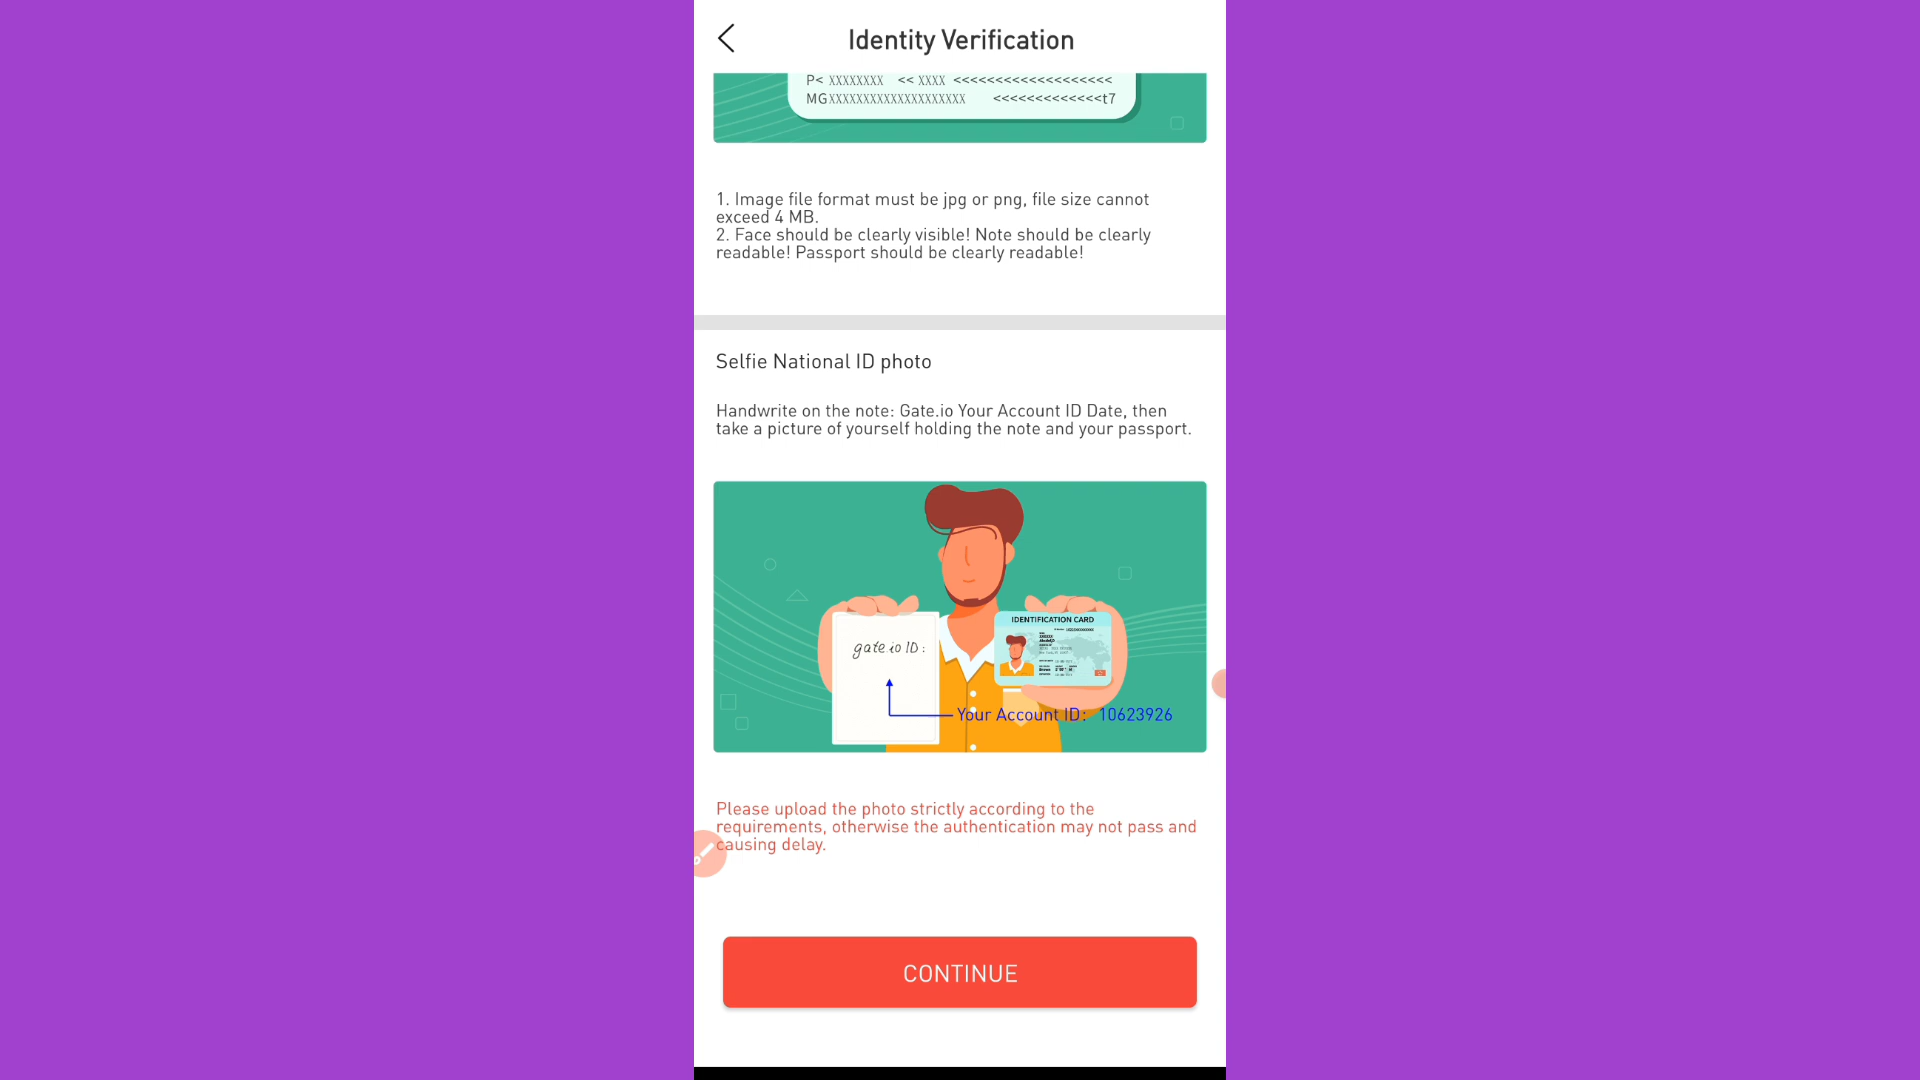 Identity Verification
P< XXXXXXXX << XXXX <<<<<<<<<<<<<<<<<<<
MGXXXXXXXXXXXXXXXXXXXX <<<<<<<<<<<<<t7
1. Image file format must be jpg or png, file size cannot
exceed 4 MB.
2. Face should be clearly visible! Note should be clearly
readable! Passport should be clearly readable!
Selfie National ID photo
Handwrite on the note: Gate.io Your Account ID Date, then
take a picture of yourself holding the note and your passport.
IDENTIFICATION CARD
gate io ID:
Your Account ID: 10623926
Please upload the photo strictly according to the
requirements, otherwise the authentication may not pass and
causing delay.
CONTINUE